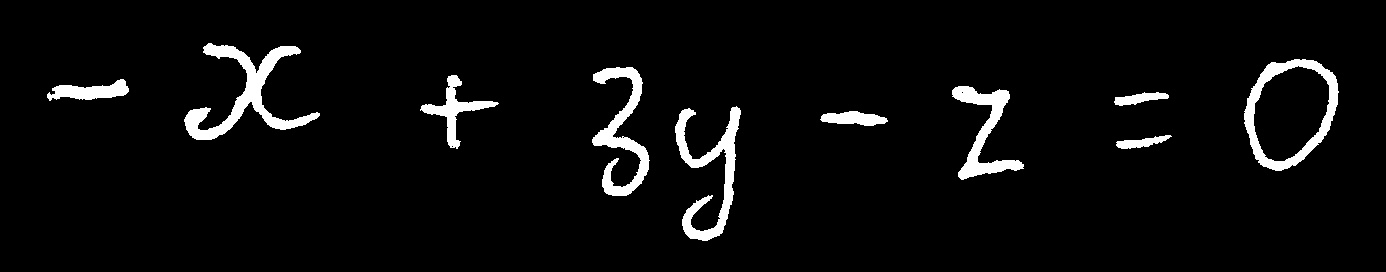 -x + 3y - z = 0